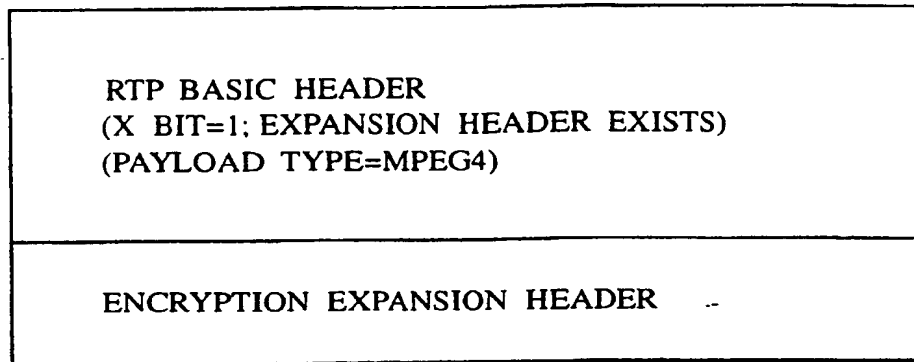 RTP BASIC HEADER
(X BIT=1; EXPANSION HEADER EXISTS)
(PAYLOAD TYPE=MPEG4)
ENCRYPTION EXPANSION HEADER